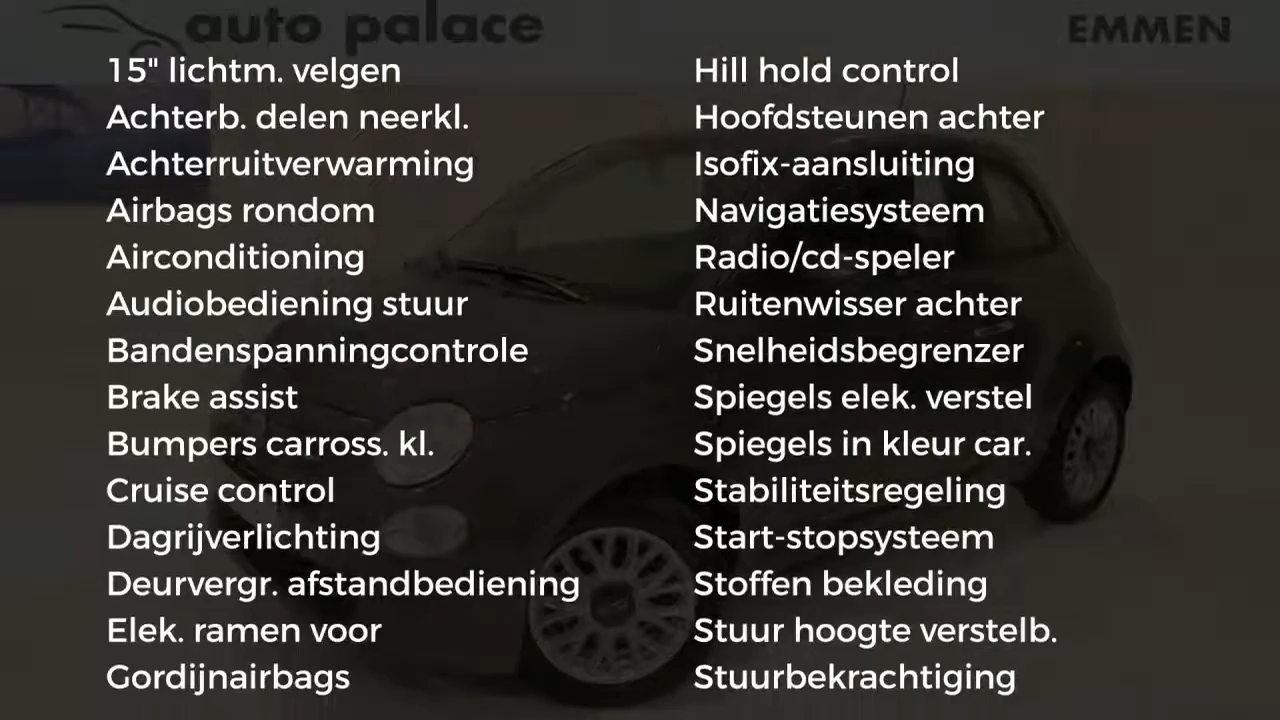 auto palace
EMMEN
15" lichtm. velgen
Achterb. delen neerkl.
Achterruitverwarming
Airbags rondom
Airconditioning
Audiobediening stuur
Bandenspanningcontrole
Brake assist
Bumpers carross. kl.
Cruise control
Dagrijverlichting
Deurvergr. afstandbediening
Elek. ramen voor
Gordijnairbags
Hill hold control
Hoofdsteunen achter
Isofix-aansluiting
Navigatiesysteem
Radio/cd-speler
Ruitenwisser achter
Snelheidsbegrenzer
Spiegels elek. verstel
Spiegels in kleur car.
Stabiliteitsregeling
Start-stopsysteem
Stoffen bekleding
Stuur hoogte verstelb.
Stuurbekrachtiging